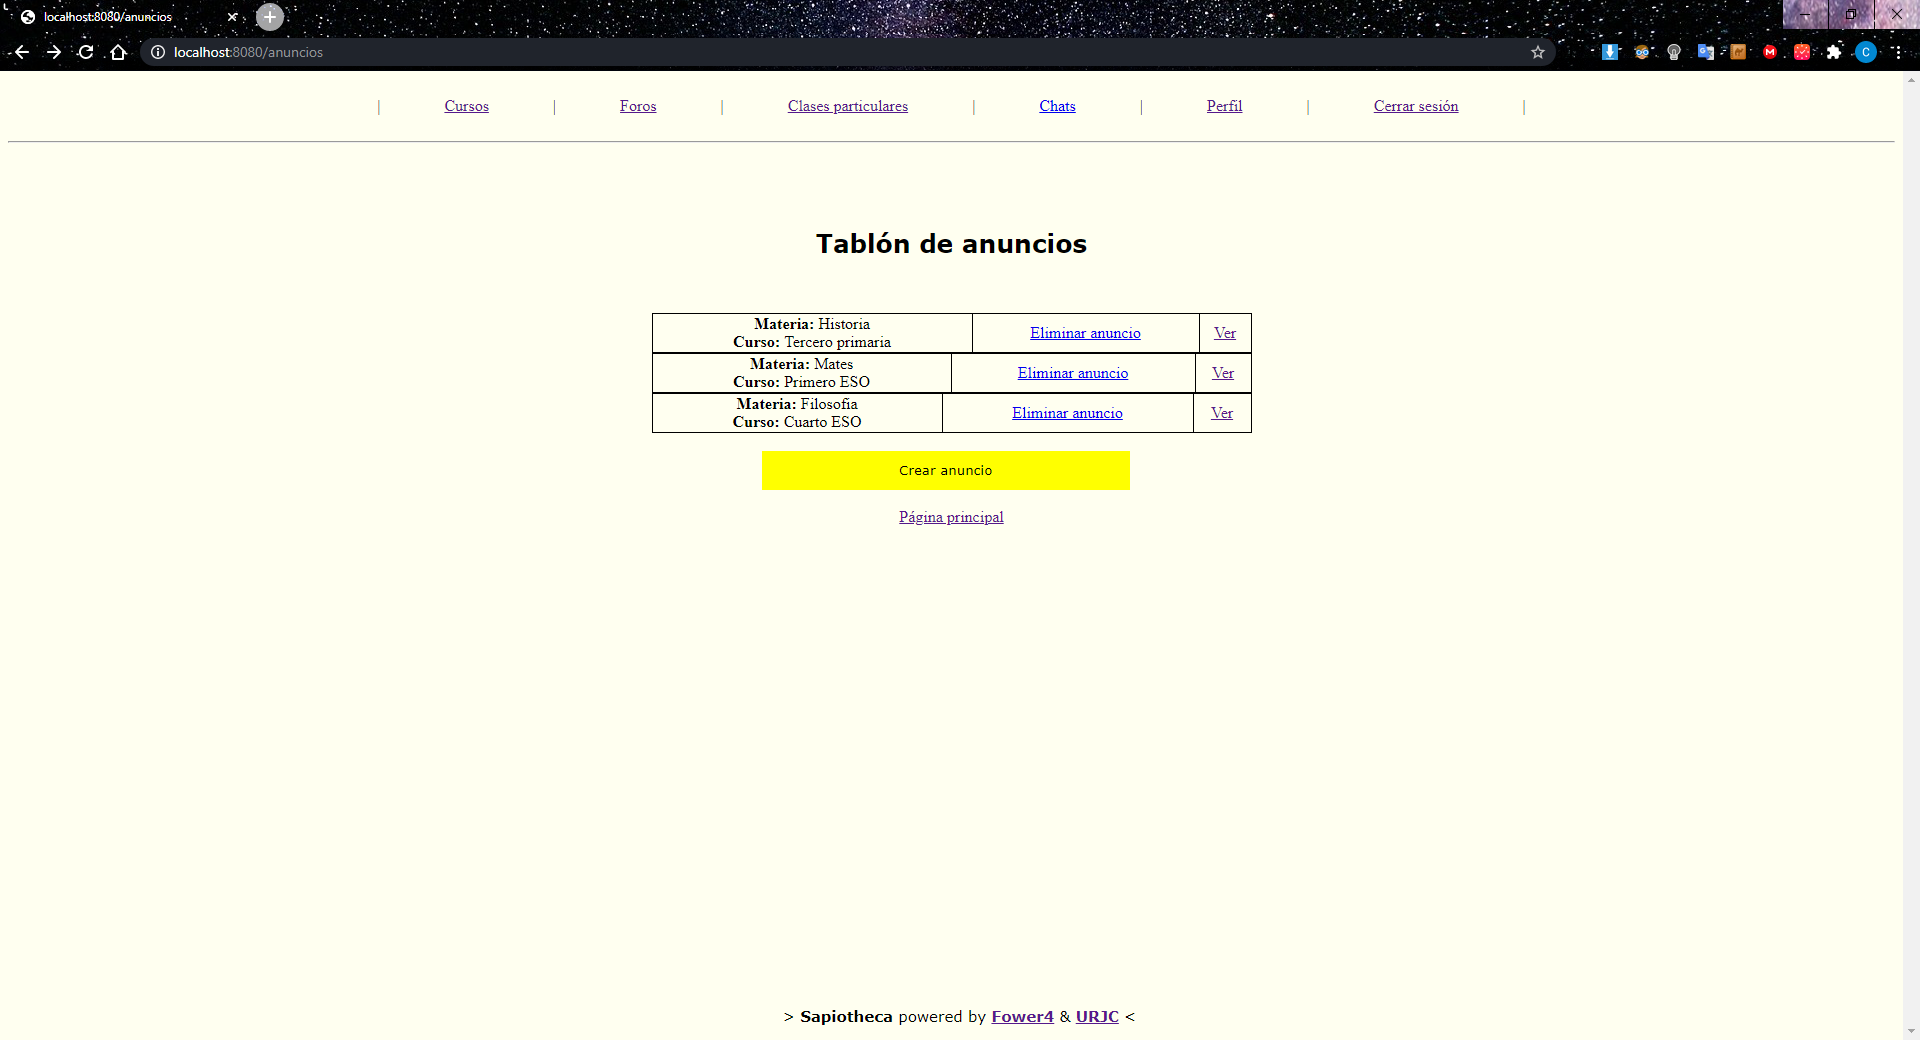 localhost:8080/anuncios
localhost:8080/anuncios
| Cursos | Foros | Clases particulares | Chats | Perfil | Cerrar sesión |
Tablón de anuncios
Materia: Historia
Curso: Tercero primaria
Eliminar anuncio
Ver
Materia: Mates
Curso: Primero ESO
Eliminar anuncio
Ver
Materia: Filosofía
Curso: Cuarto ESO
Eliminar anuncio
Ver
Crear anuncio
Página principal
> Sapiotheca powered by Fower4 & URJC <